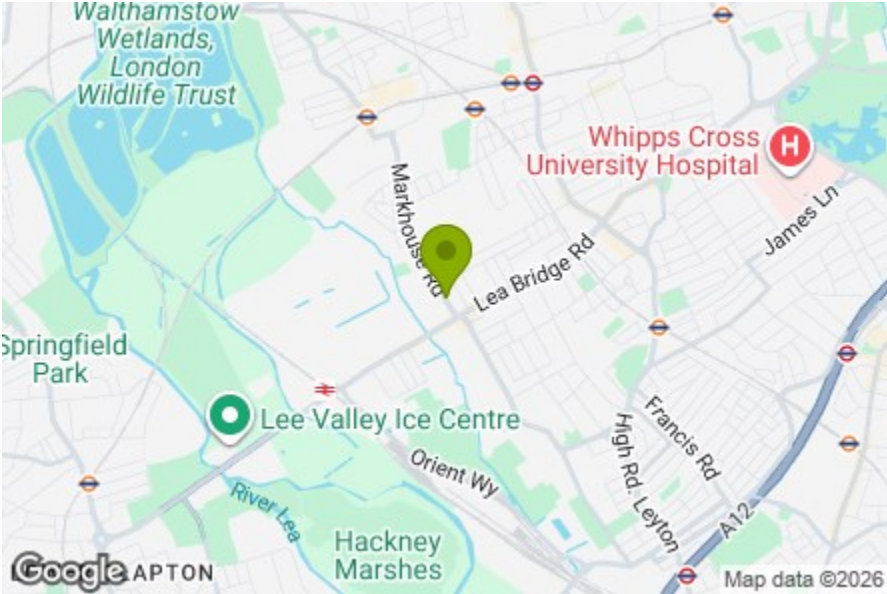 Walthamstow
Wetlands,
London
Wildlife Trust
Whipps Cross
University Hospital
H
Markhouse Rd
James Ln
Lea Bridge Rd
Springfield
Park
Lee Valley Ice Centre
Francis Rd
High Rd. Leyton
Orient Wy
River Lea
A12
Hackney
Marshes
Google
CLAPTON
Map data ©2026